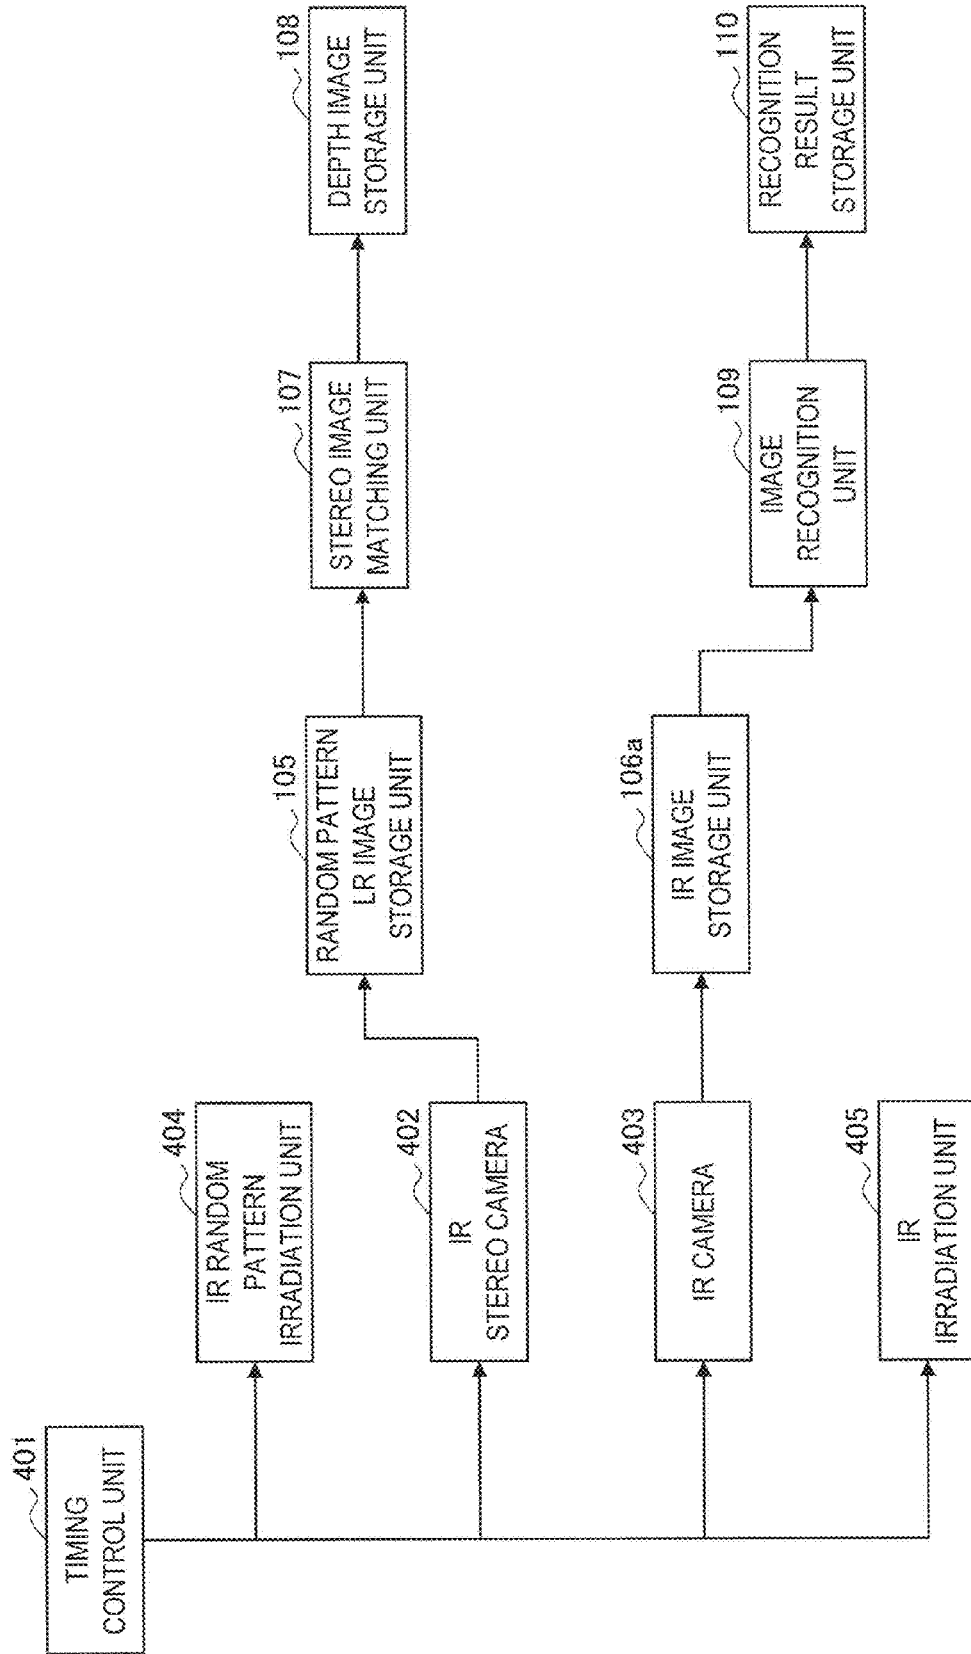 401
TIMING
CONTROL UNIT
404
IR RANDOM
PATTERN
IRRADIATION UNIT
402
IR
STEREO CAMERA
403
IR CAMERA
405
IR
IRRADIATION UNIT
105
RANDOM PATTERN
LR IMAGE
STORAGE UNIT
106a
IR IMAGE
STORAGE UNIT
107
STEREO IMAGE
MATCHING UNIT
109
IMAGE
RECOGNITION
UNIT
108
DEPTH IMAGE
STORAGE UNIT
110
RECOGNITION
RESULT
STORAGE UNIT